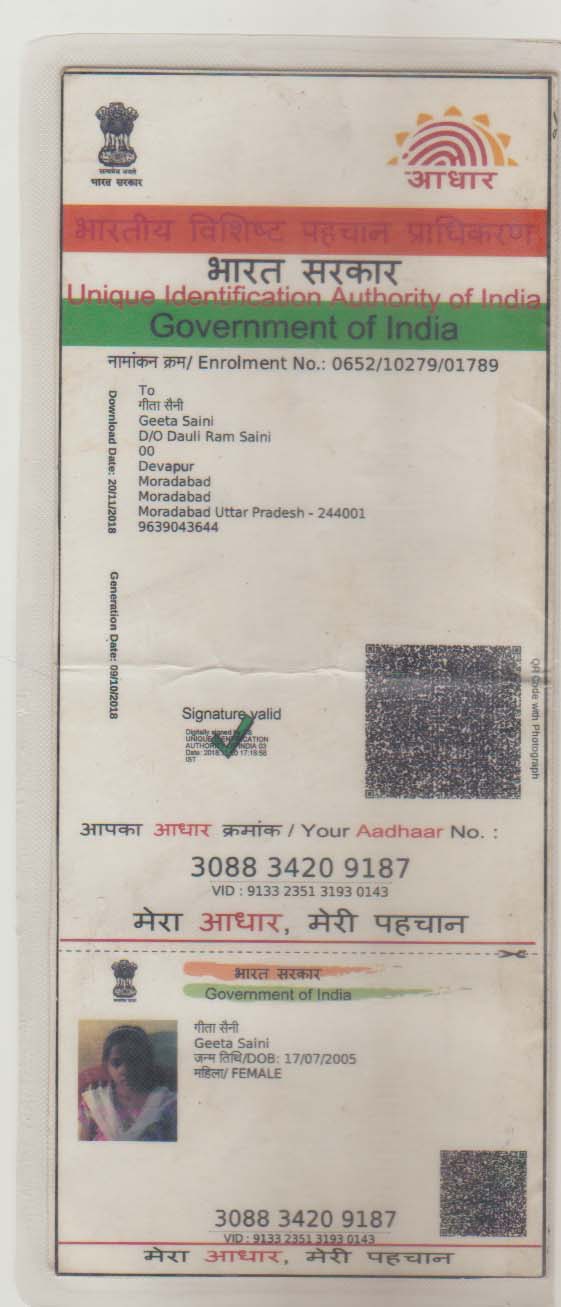 सत्यमेव जयते
भारत सरकार
आधार
भारतीय विशिष्ट पहचान प्राधिकरण
भारत सरकार
Unique Identification Authority of India
Government of India
नामांकन क्रम/ Enrolment No.: 0652/10279/01789
To
गीता सैनी
Geeta Saini
D/O Dauli Ram Saini
00
Devapur
Moradabad
Moradabad
Moradabad Uttar Pradesh - 244001
9639043644
Download Date: 20/11/2018
Generation Date: 09/10/2018
Signature valid
Digitally signed
UNIQUE
INDIA 03
IST
QR Code with Photograph
आपका आधार क्रमांक / Your Aadhaar No. :
3088 3420 9187
VID : 9133 2351 3193 0143
मेरा आधार, मेरी पहचान
भारत सरकार
Government of India
गीता सैनी
Geeta Saini
जन्म तिथि/DOB: 17/07/2005
महिला/ FEMALE
3088 3420 9187
VID : 9133 2351 3193 0143
मेरा आधार, मेरी पहचान